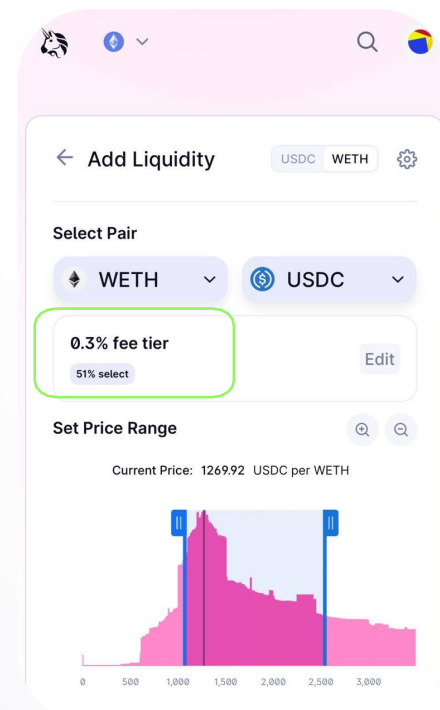 Add Liquidity USDC WETH
Select Pair
WETH USDC
0.3% fee tier
51% select
Edit
Set Price Range
Current Price: 1269.92 USDC per WETH
0 500 1,000 1,500 2,000 2,500 3,000